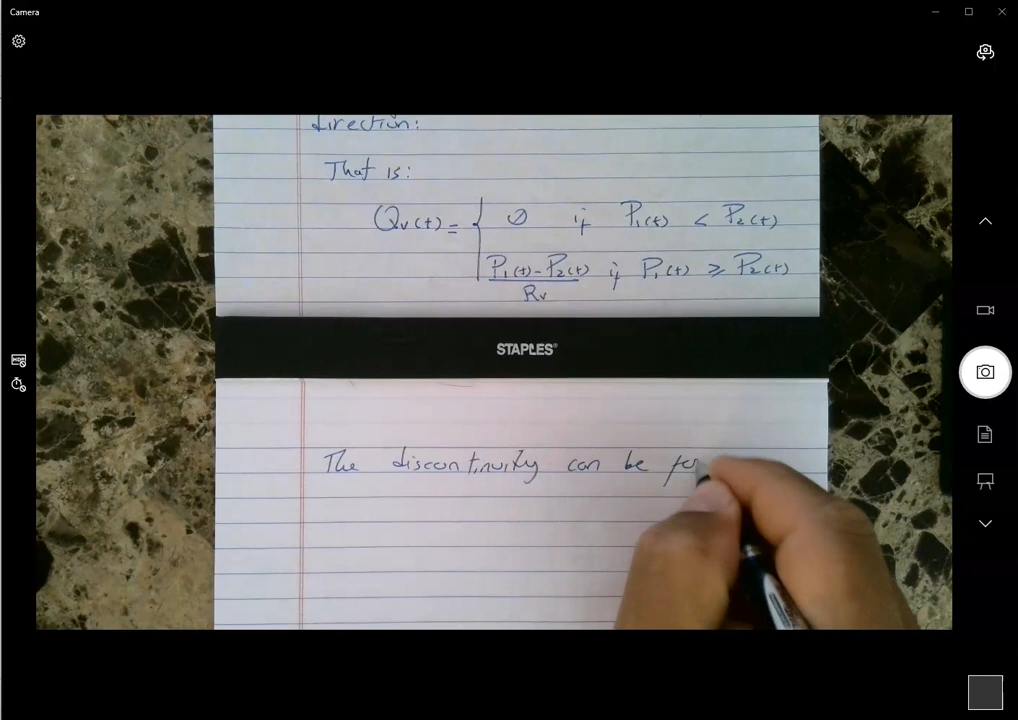 Camera
direction:
That is:
Qv(t) = { 0 if P1(t) < P2(t)
P1(t) - P2(t) / Rv if P1(t) ≥ P2(t)
STAPLES®
The discontinuity can be